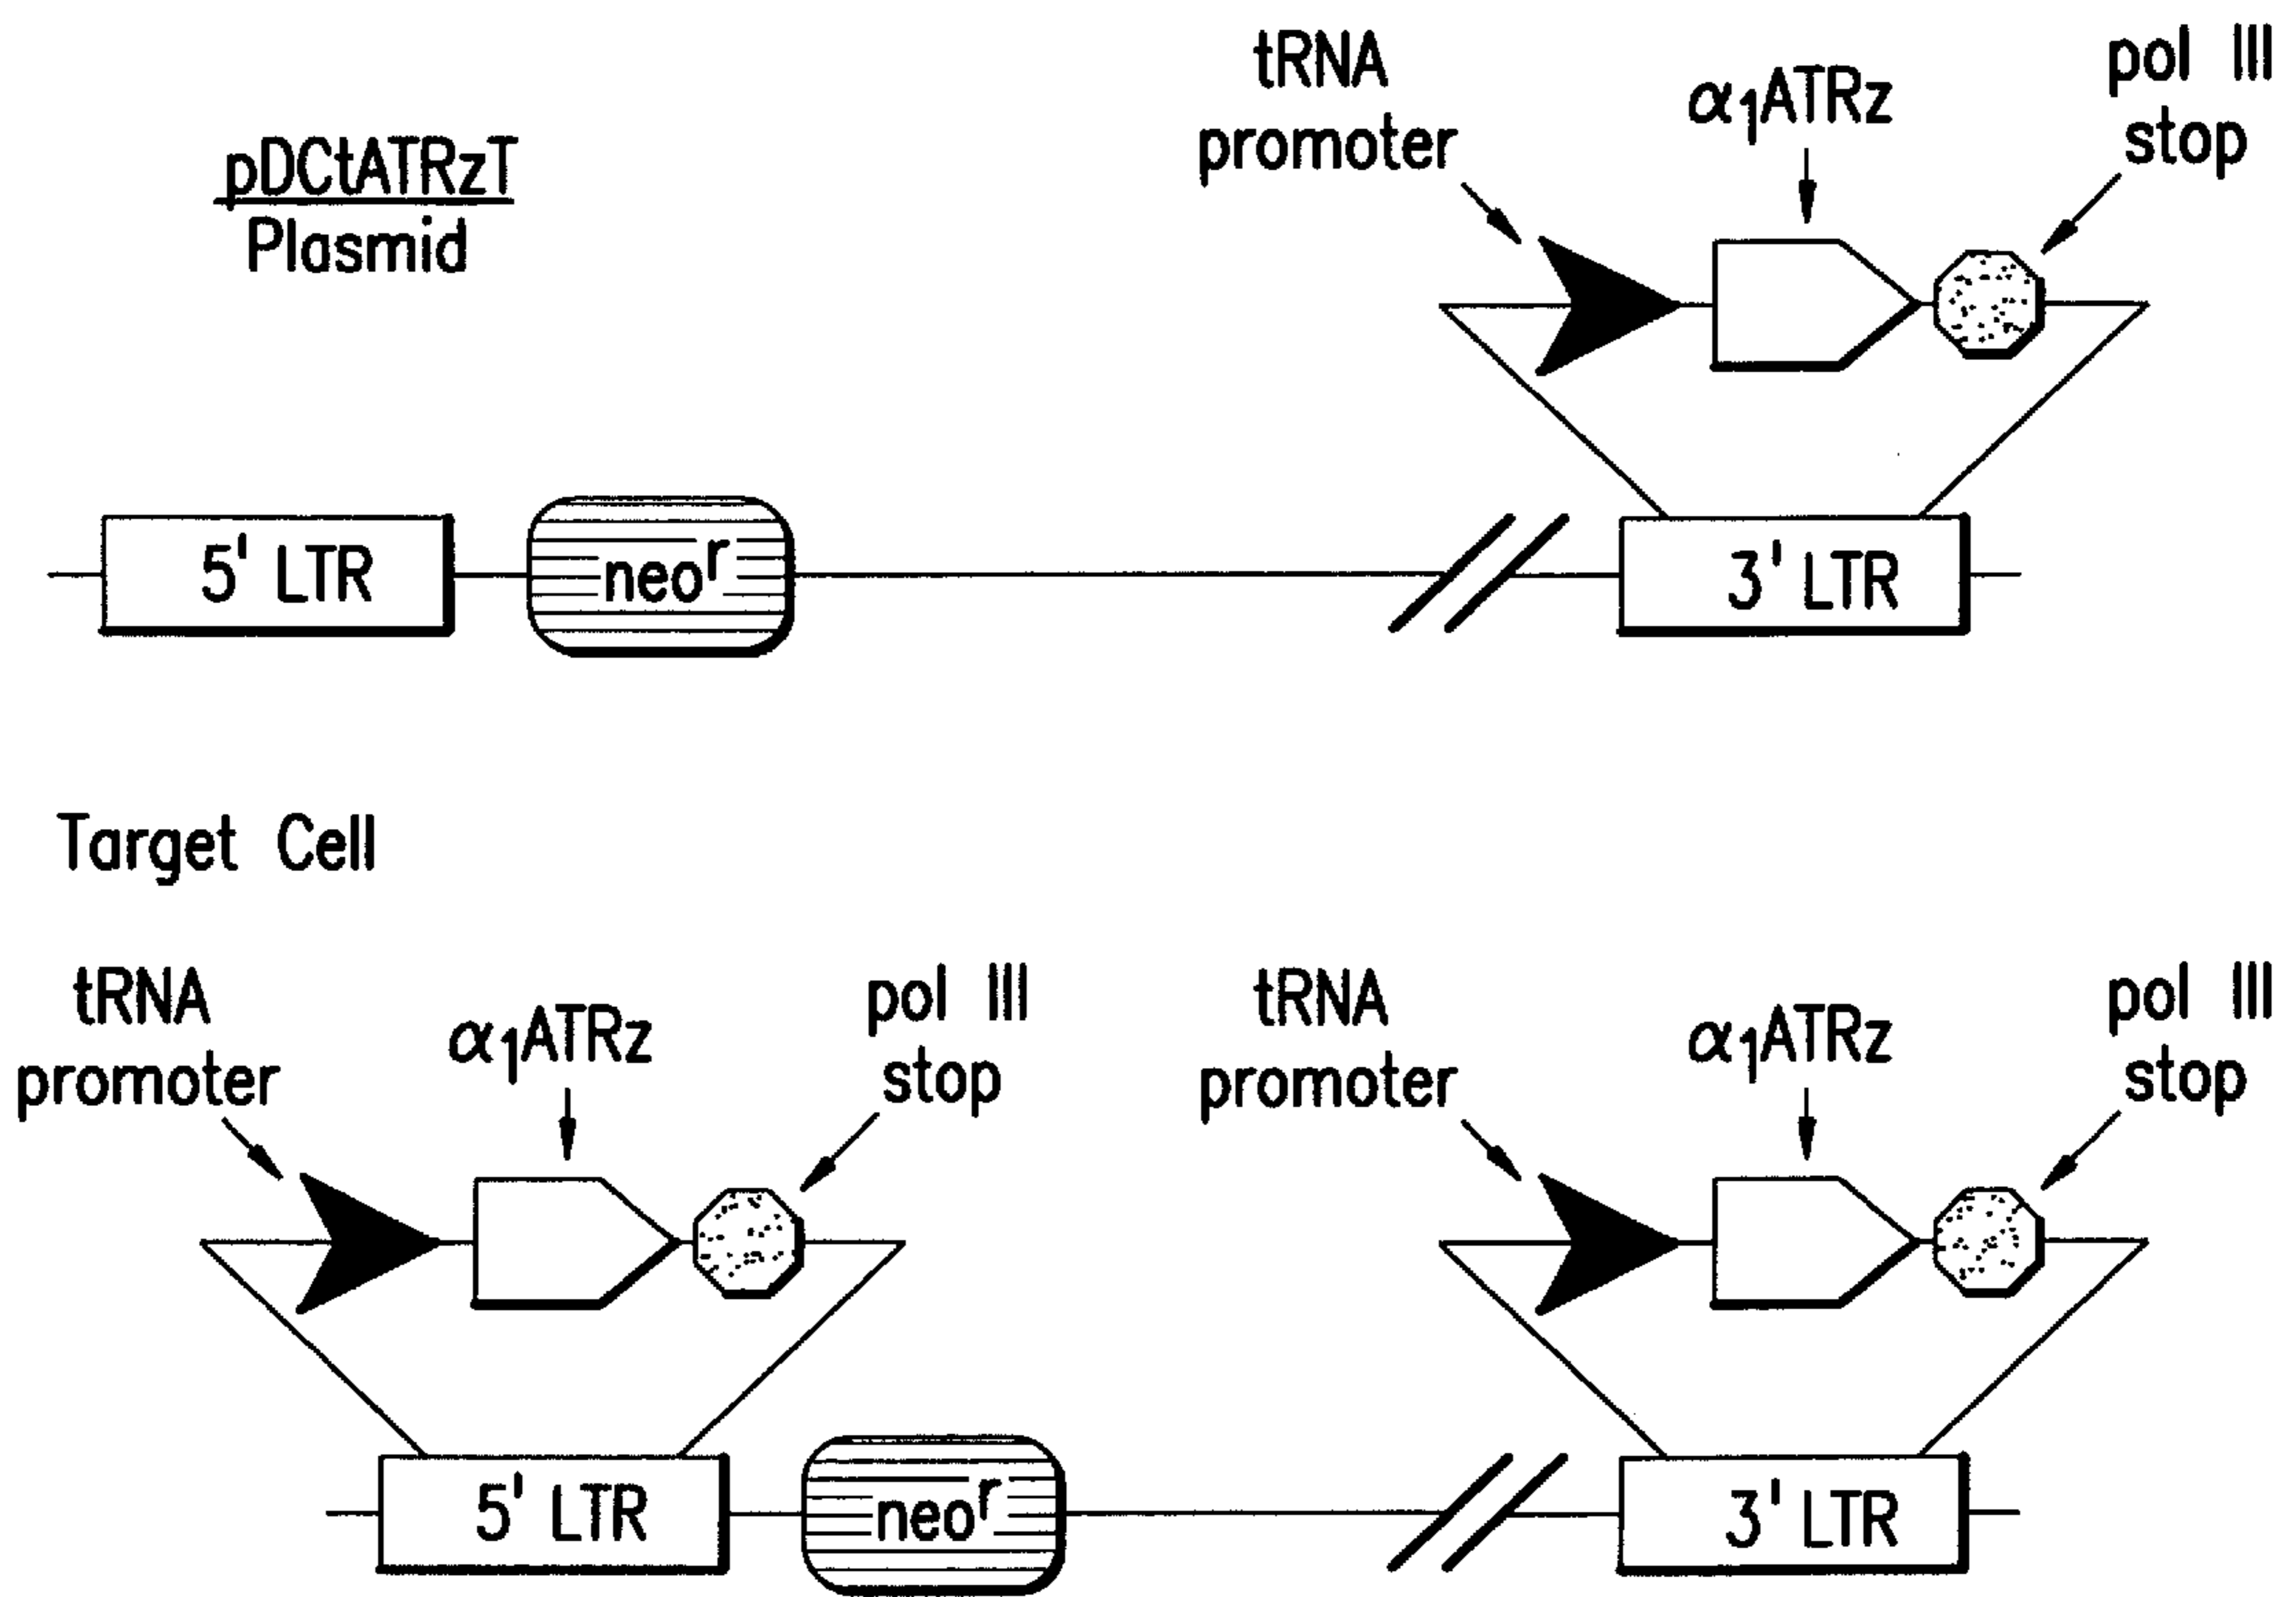 pDCtATRzT
Plasmid
tRNA
promoter
α₁ATRz
pol III
stop
5' LTR
neoʳ
3' LTR
Target Cell
tRNA
promoter
α₁ATRz
pol III
stop
tRNA
promoter
α₁ATRz
pol III
stop
5' LTR
neoʳ
3' LTR